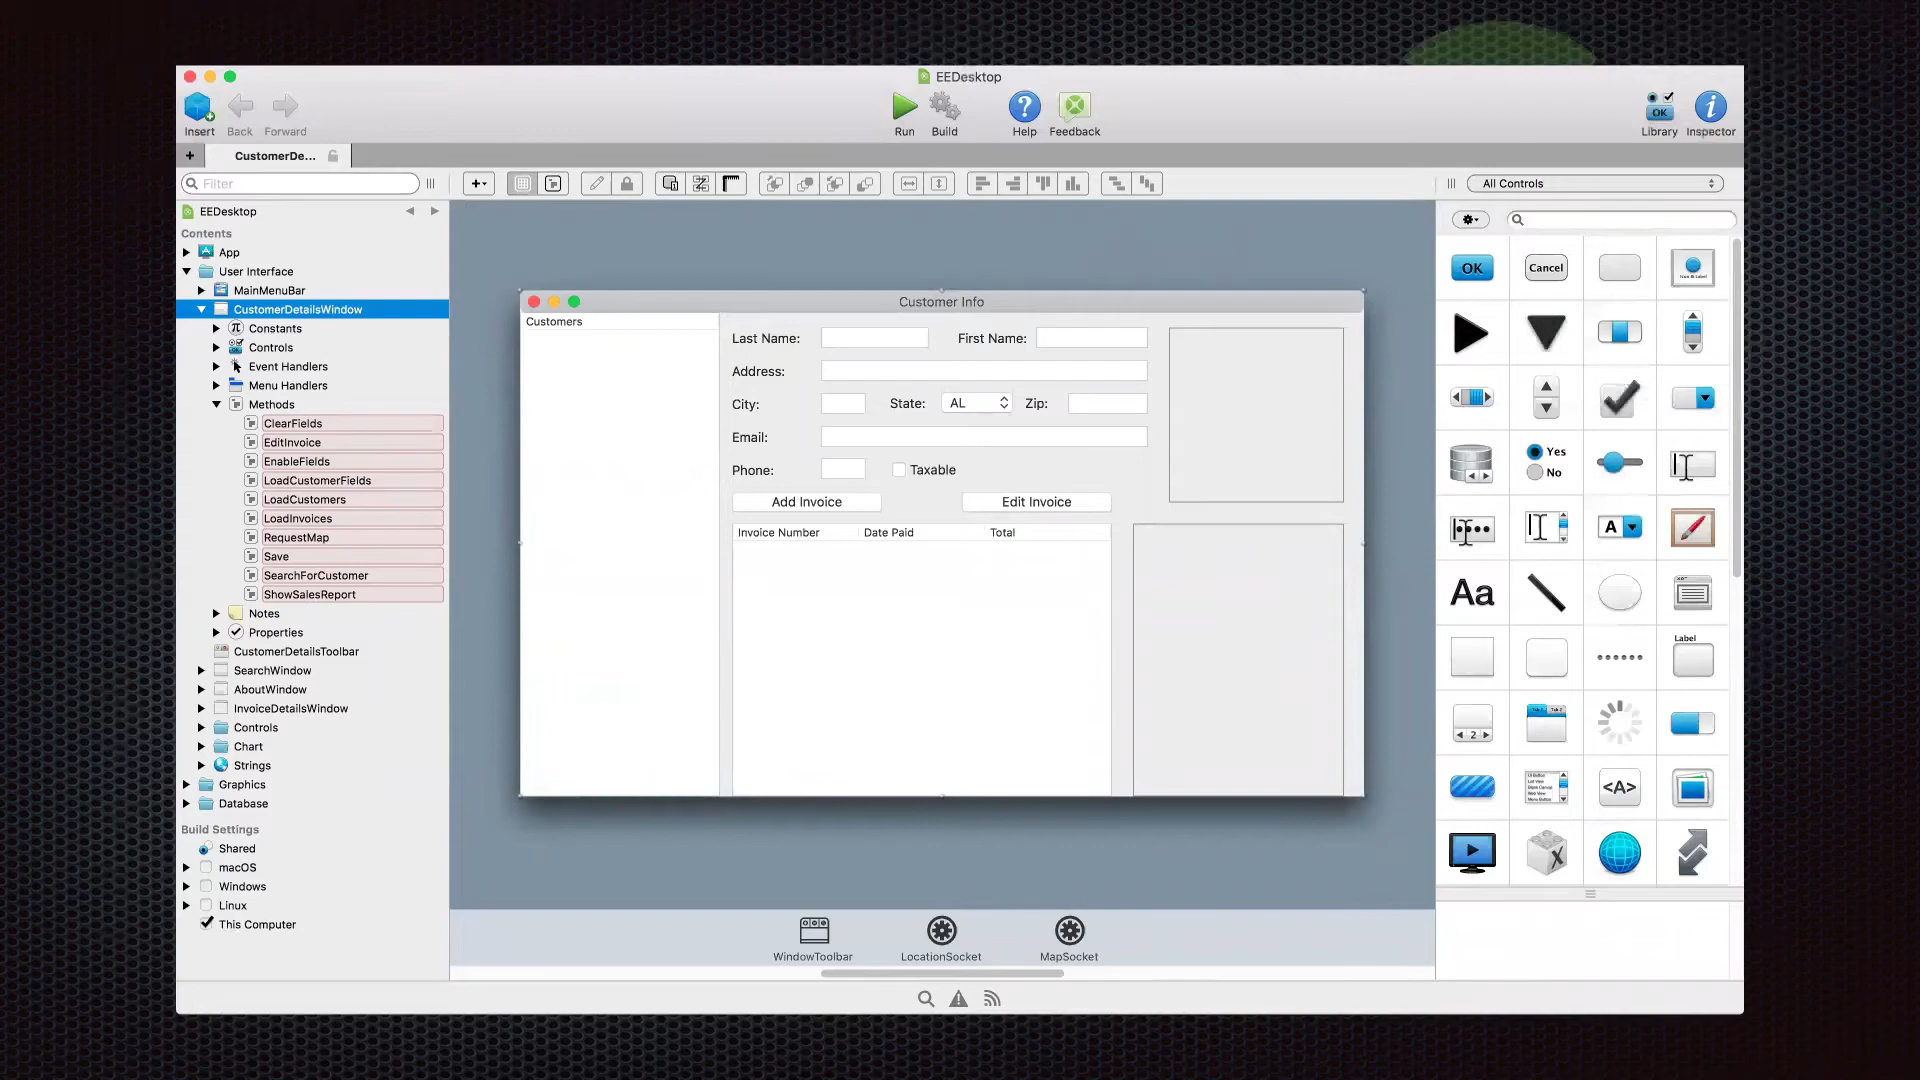 EEDesktop
Insert
Back
Forward
Run
Build
Help
Feedback
OK
Library
Inspector
+
CustomerDe...
Filter
All Controls
EEDesktop
Contents
App
User Interface
MainMenuBar
CustomerDetailsWindow
Constants
Controls
Event Handlers
Menu Handlers
Methods
ClearFields
EditInvoice
EnableFields
LoadCustomerFields
LoadCustomers
LoadInvoices
RequestMap
Save
SearchForCustomer
ShowSalesReport
Notes
Properties
CustomerDetailsToolbar
SearchWindow
AboutWindow
InvoiceDetailsWindow
Controls
Chart
Strings
Graphics
Database
Build Settings
Shared
macOS
Windows
Linux
This Computer
Customer Info
Customers
Last Name:
First Name:
Address:
City:
State:
AL
Zip:
Email:
Phone:
Taxable
Add Invoice
Edit Invoice
Invoice Number
Date Paid
Total
WindowToolbar
LocationSocket
MapSocket
OK
Cancel
Yes
No
A
Aa
Label
2
<A>
X